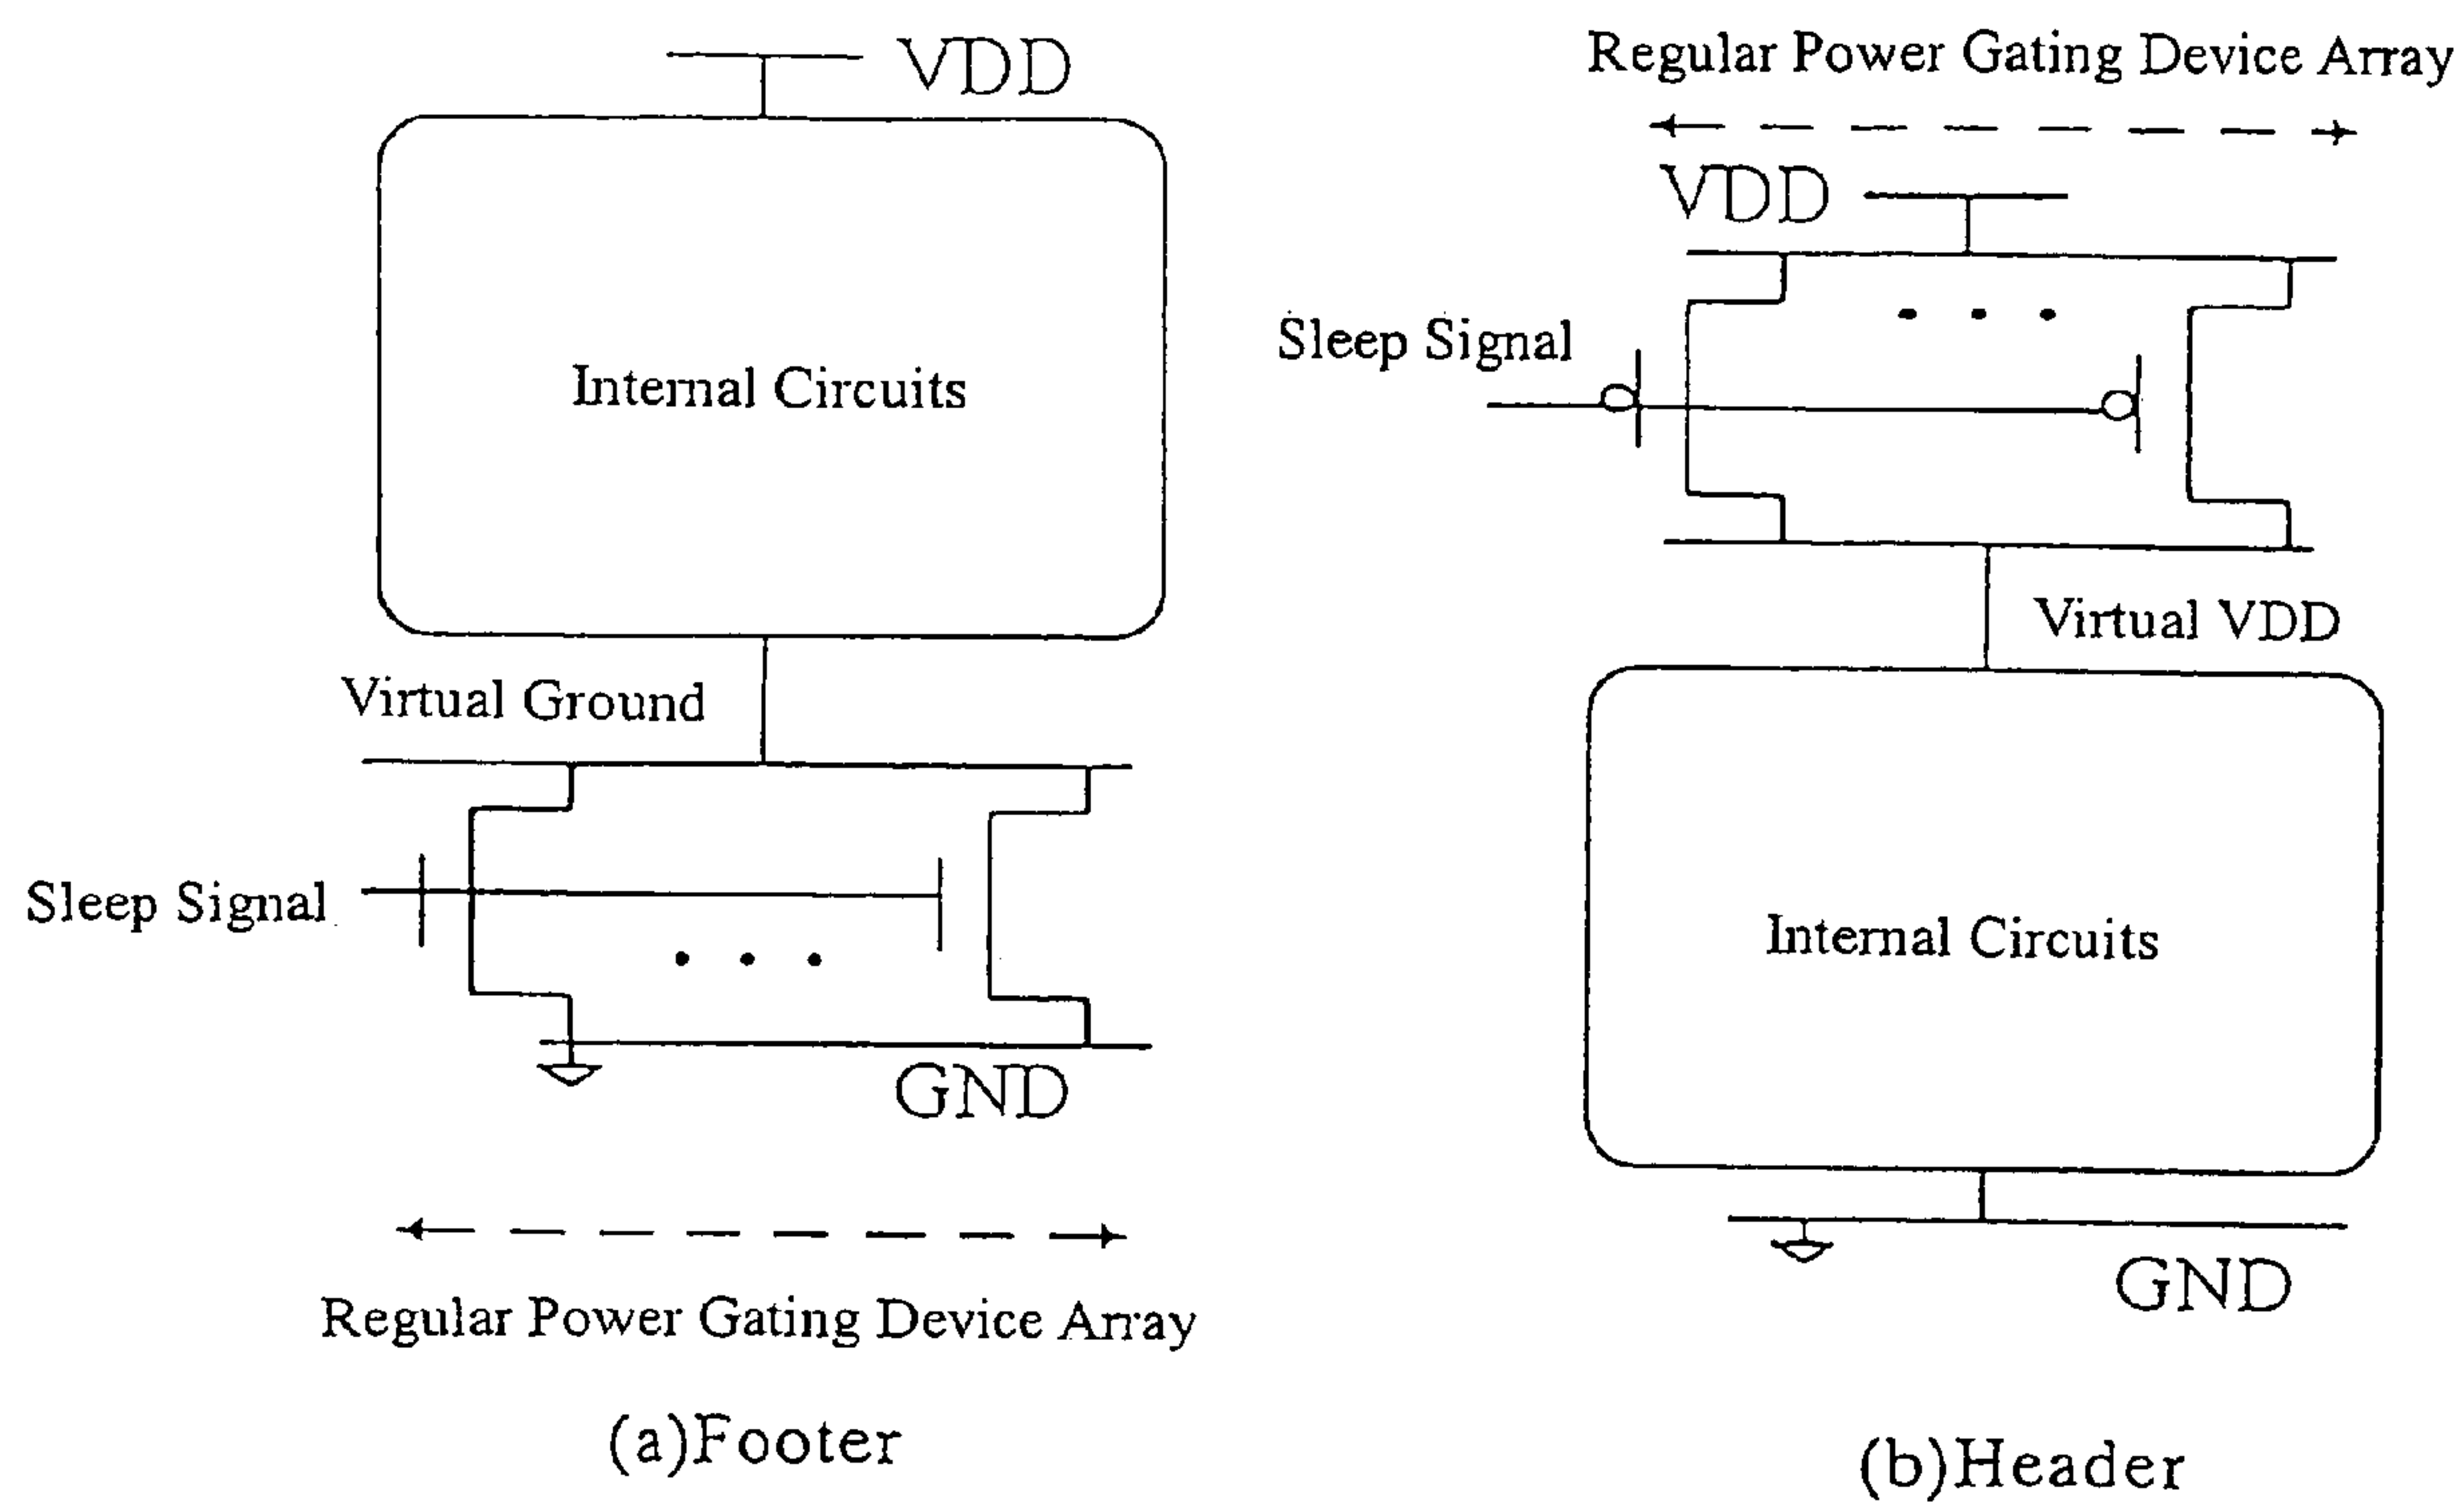 VDD
Internal Circuits
Virtual Ground
Sleep Signal
GND
Regular Power Gating Device Array
(a)Footer
Regular Power Gating Device Array
VDD
Sleep Signal
Virtual VDD
Internal Circuits
GND
(b)Header